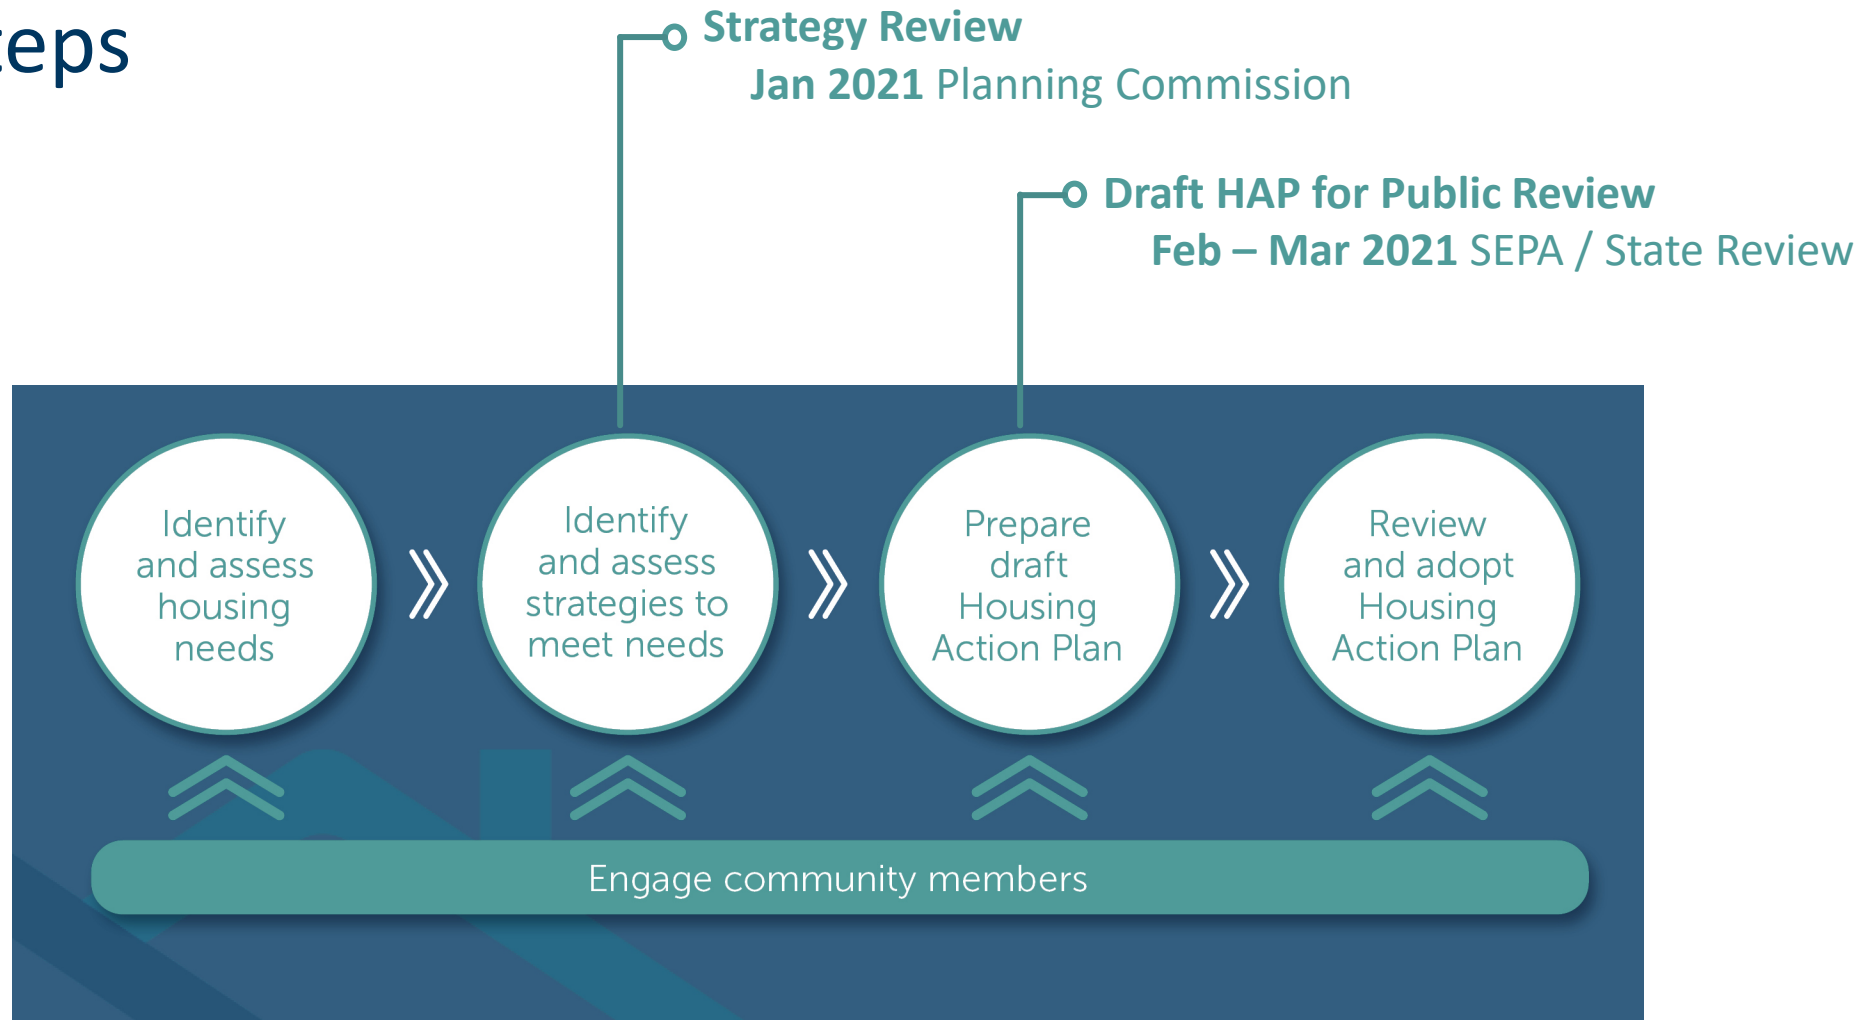 teps
Strategy Review
Jan 2021 Planning Commission
Draft HAP for Public Review
Feb – Mar 2021 SEPA / State Review
Identify
and assess
housing
needs
Identify
and assess
strategies to
meet needs
Prepare
draft
Housing
Action Plan
Review
and adopt
Housing
Action Plan
Engage community members